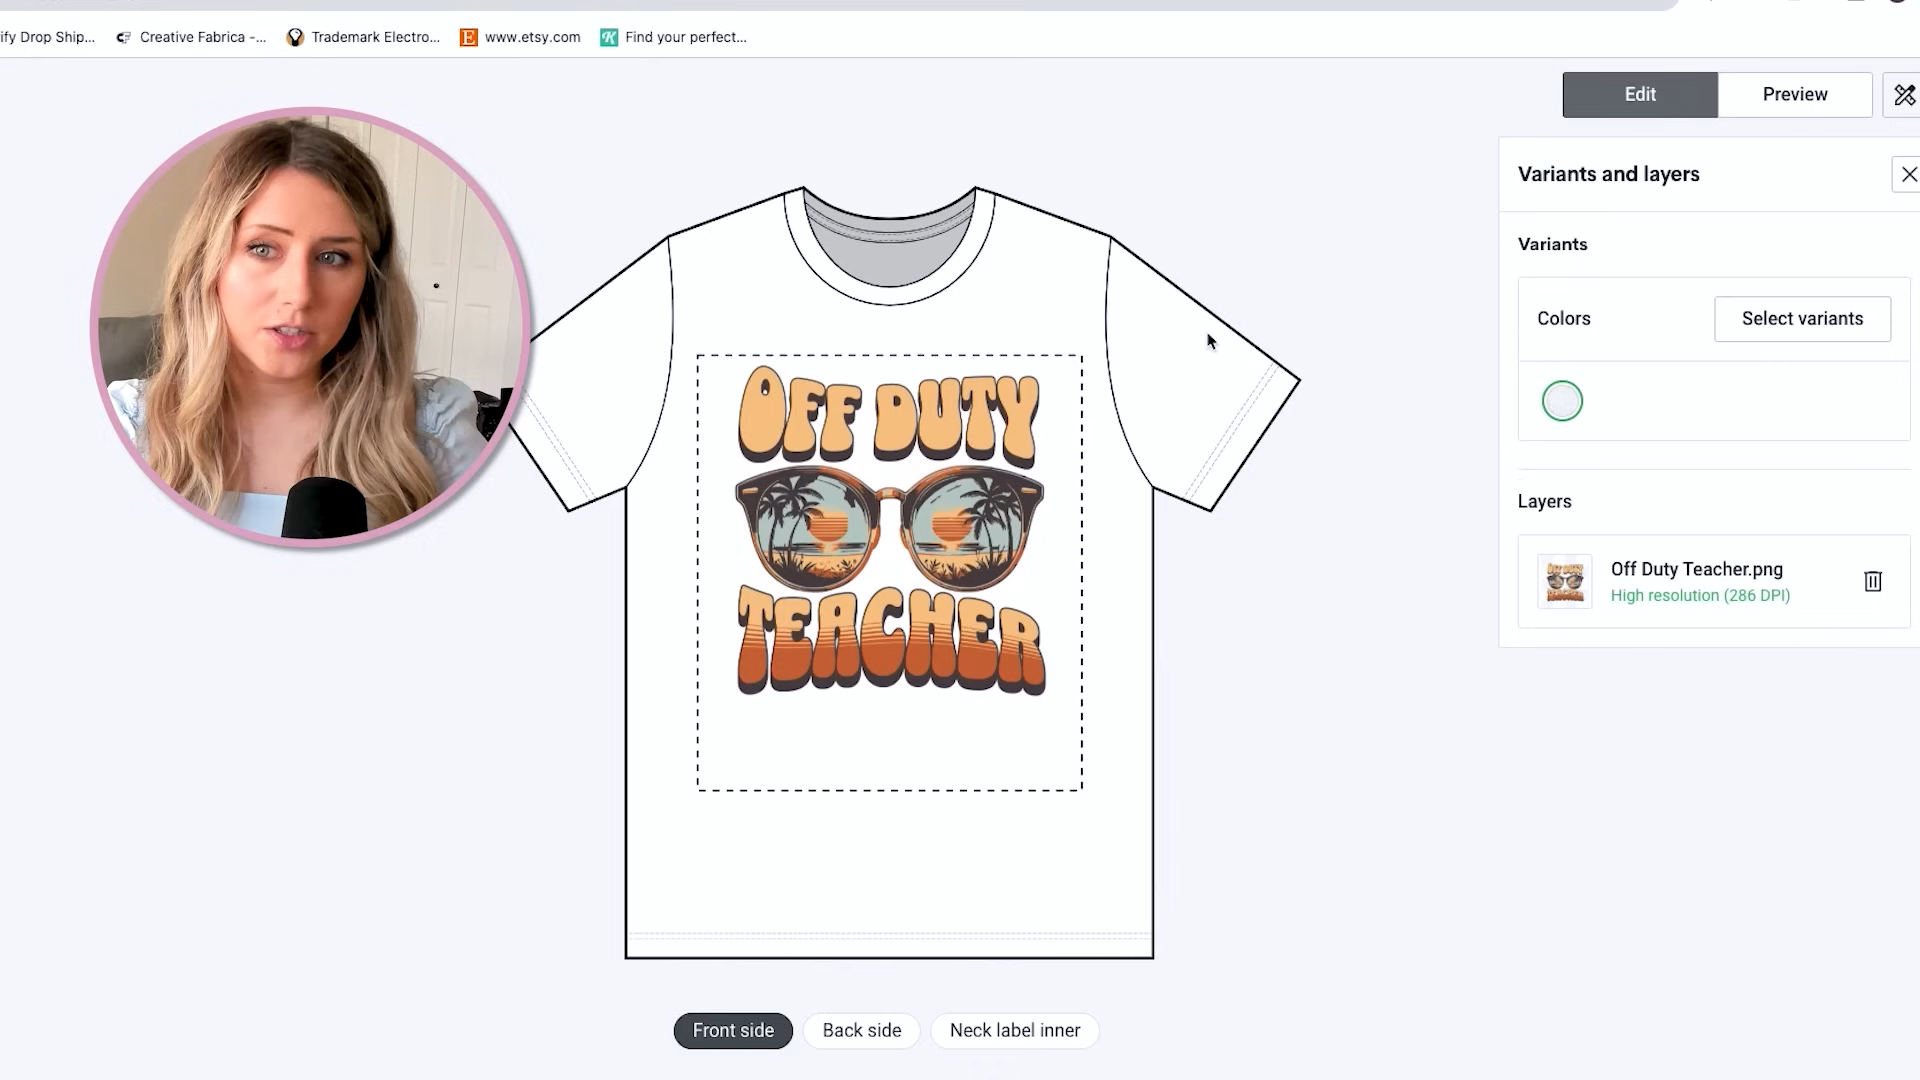 ify Drop Ship...
Creative Fabrica -...
Trademark Electro...
E
www.etsy.com
K
Find your perfect...
Edit
Preview
Variants and layers
Variants
Colors
Select variants
Layers
Off Duty Teacher.png
High resolution (286 DPI)
OFF DUTY
TEACHER
Front side
Back side
Neck label inner